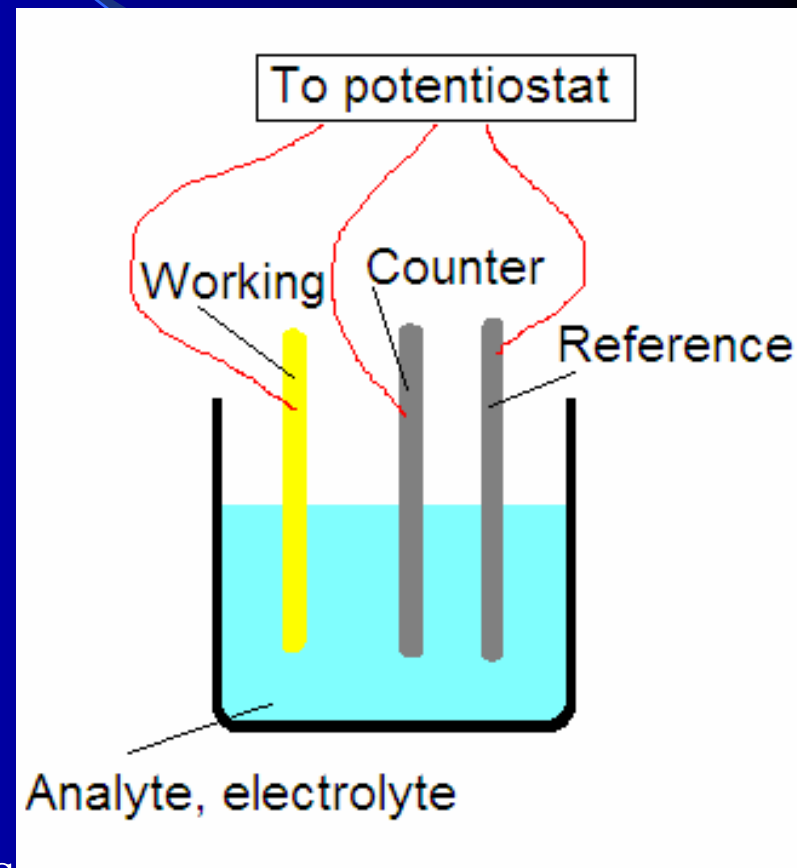 To potentiostat
Working
Counter
Reference
Analyte, electrolyte